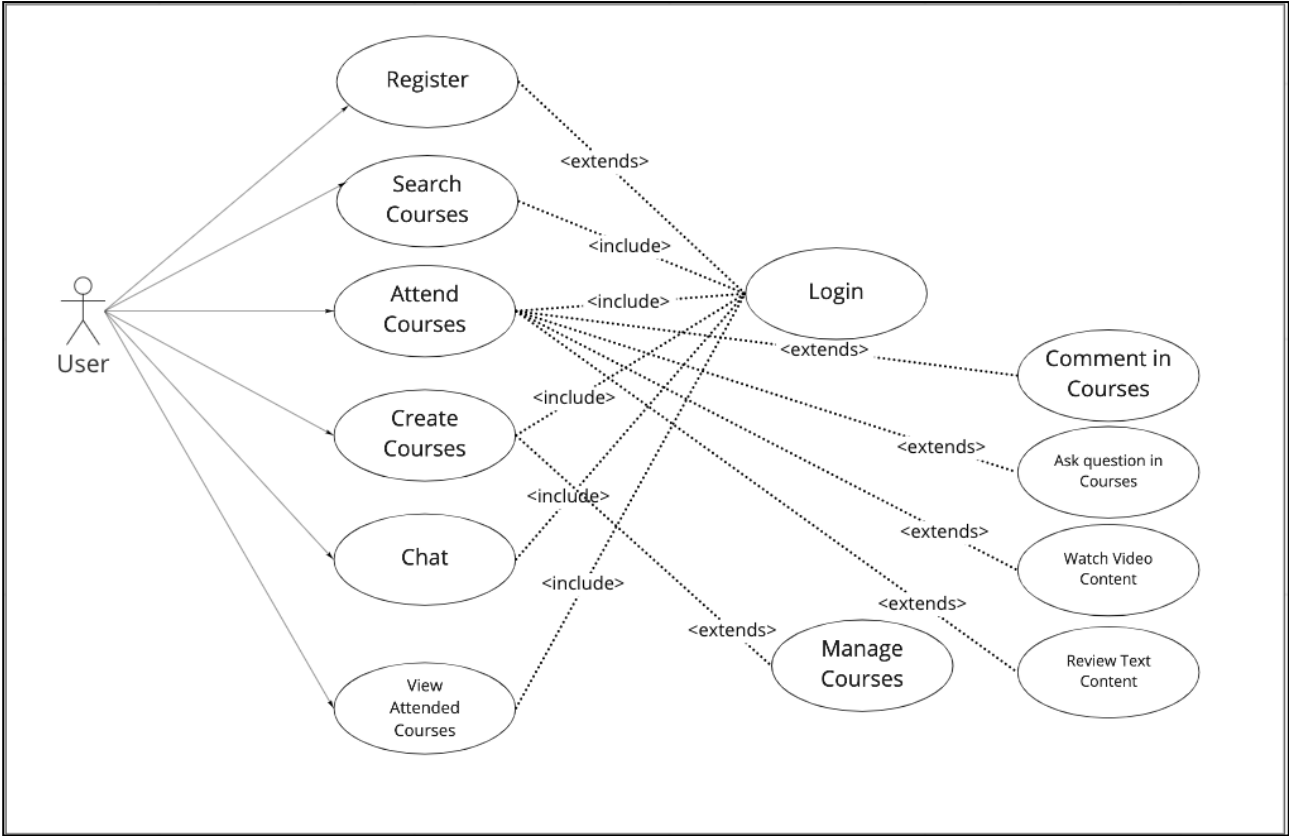 Register
<extends>
Search
Courses
<include>
Attend
Courses
<include>
Login
User
<extends>
Comment in
Courses
Create
Courses
<include>
<extends>
Ask question in
Courses
<include>
Chat
<extends>
Watch Video
Content
<include>
<extends>
<extends>
Manage
Courses
Review Text
Content
View
Attended
Courses